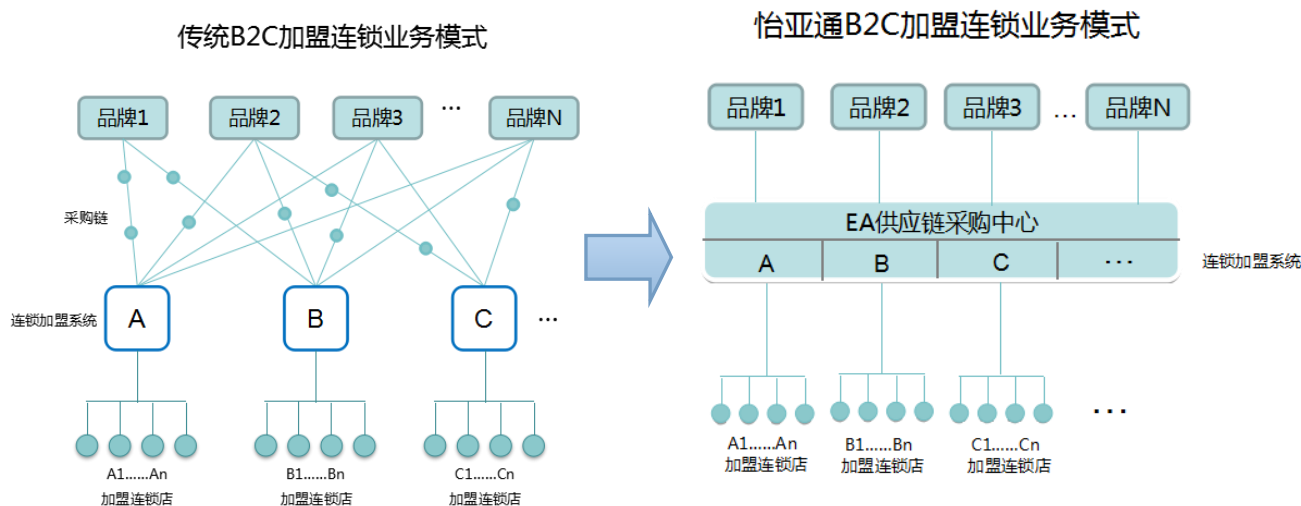 传统B2C加盟连锁业务模式
品牌1
品牌2
品牌3
...
品牌N
采购链
连锁加盟系统
A
B
C
...
A1......An
加盟连锁店
B1......Bn
加盟连锁店
C1......Cn
加盟连锁店
怡亚通B2C加盟连锁业务模式
品牌1
品牌2
品牌3
...
品牌N
EA供应链采购中心
A
B
C
...
连锁加盟系统
A1......An
加盟连锁店
B1......Bn
加盟连锁店
C1......Cn
加盟连锁店
...